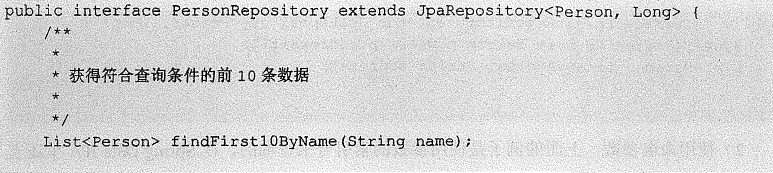 public interface PersonRepository extends JpaRepository<Person, Long> {
/**
*
* 获得符合查询条件的前 10 条数据
*
*/
List<Person> findFirst10ByName(String name);